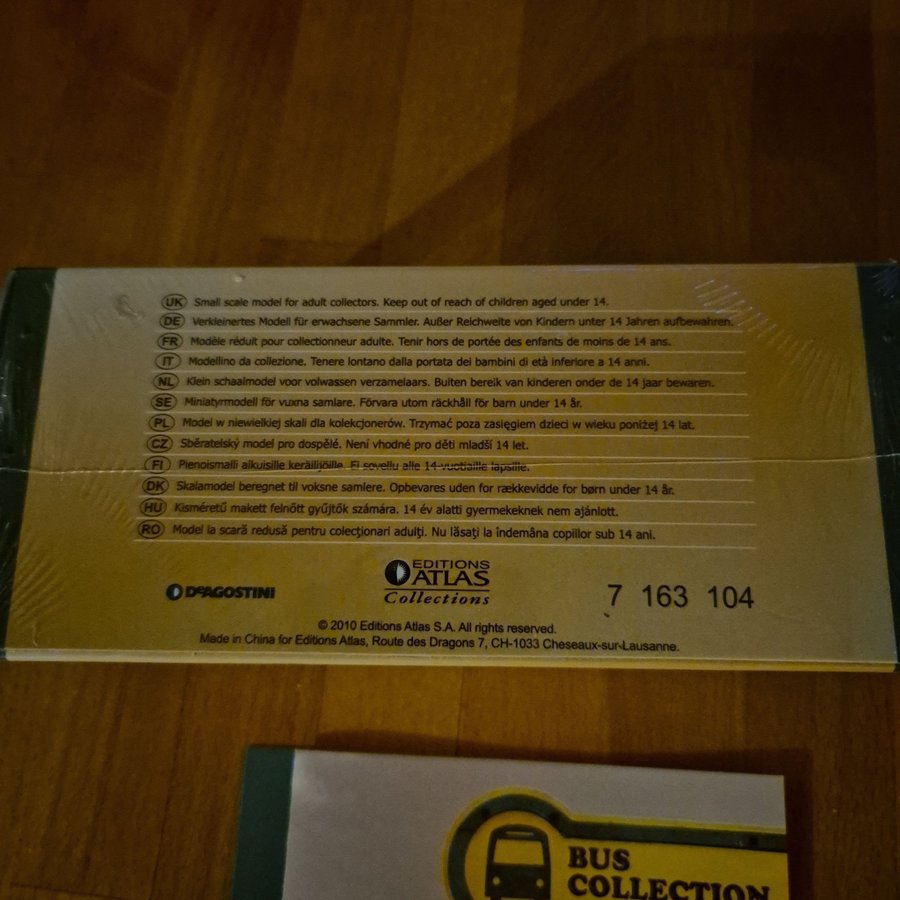 UK Small scale model for adult collectors. Keep out of reach of children aged under 14.
DE Verkleinertes Modell für erwachsene Sammler. Außer Reichweite von Kindern unter 14 Jahren aufbewahren.
FR Modèle réduit pour collectionneur adulte. Tenir hors de portée des enfants de moins de 14 ans.
IT Modellino da collezione. Tenere lontano dalla portata dei bambini di età inferiore a 14 anni.
NL Klein schaalmodel voor volwassen verzamelaars. Buiten bereik van kinderen onder de 14 jaar bewaren.
SE Miniatyrmodell för vuxna samlare. Förvara utom räckhåll för barn under 14 år.
PL Model w niewielkiej skali dla kolekcjonerów. Trzymać poza zasięgiem dzieci w wieku poniżej 14 lat.
CZ Sběratelský model pro dospělé. Není vhodné pro děti mladší 14 let.
FI Pienoismalli aikuisille keräilijöille. Ei sovellu alle 14-vuotiaille lapsille.
DK Skalamodel beregnet til voksne samlere. Opbevares uden for rækkevidde for børn under 14 år.
HU Kisméretű makett felnőtt gyűjtők számára. 14 év alatti gyermekeknek nem ajánlott.
RO Model la scară redusă pentru colecționari adulți. Nu lăsați la îndemâna copiilor sub 14 ani.
DEAGOSTINI
EDITIONS
ATLAS
Collections
7 163 104
© 2010 Editions Atlas S.A. All rights reserved.
Made in China for Editions Atlas, Route des Dragons 7, CH-1033 Cheseaux-sur-Lausanne.
BUS
COLLECTION